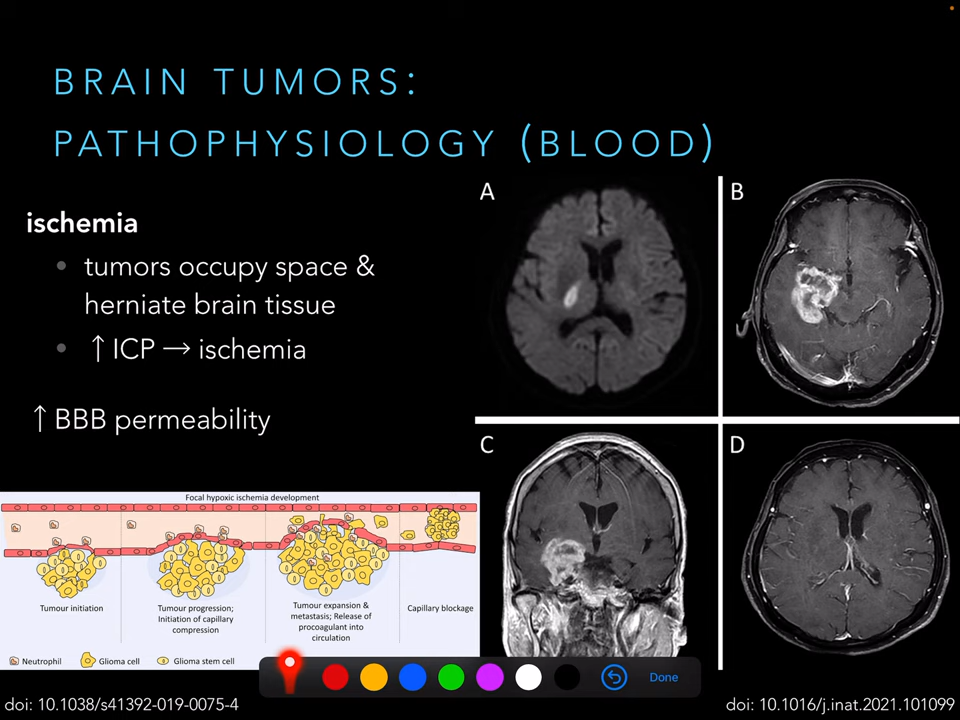 BRAIN TUMORS:
PATHOPHYSIOLOGY (BLOOD)
ischemia
• tumors occupy space &
herniate brain tissue
• ↑ ICP → ischemia
↑ BBB permeability
A
B
C
D
Focal hypoxic ischemia development
Tumour initiation
Tumour progression;
Initiation of capillary
compression
Tumour expansion &
metastasis; Release of
procoagulant into
circulation
Capillary blockage
Neutrophil
Glioma cell
Glioma stem cell
Done
doi: 10.1038/s41392-019-0075-4
doi: 10.1016/j.inat.2021.101099